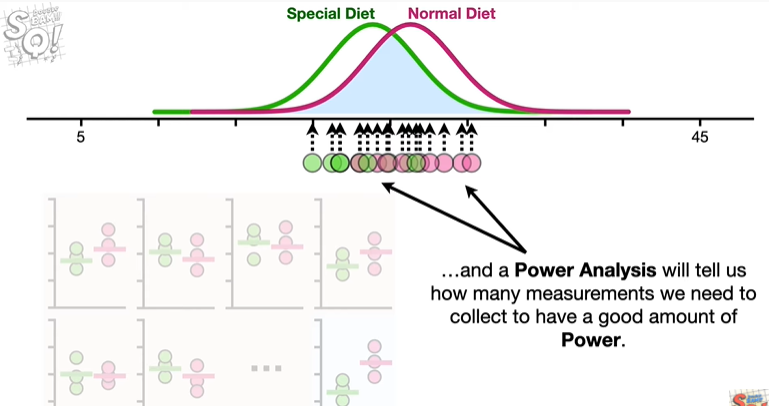 Special Diet Normal Diet
5 45
...and a Power Analysis will tell us
how many measurements we need to
collect to have a good amount of
Power.